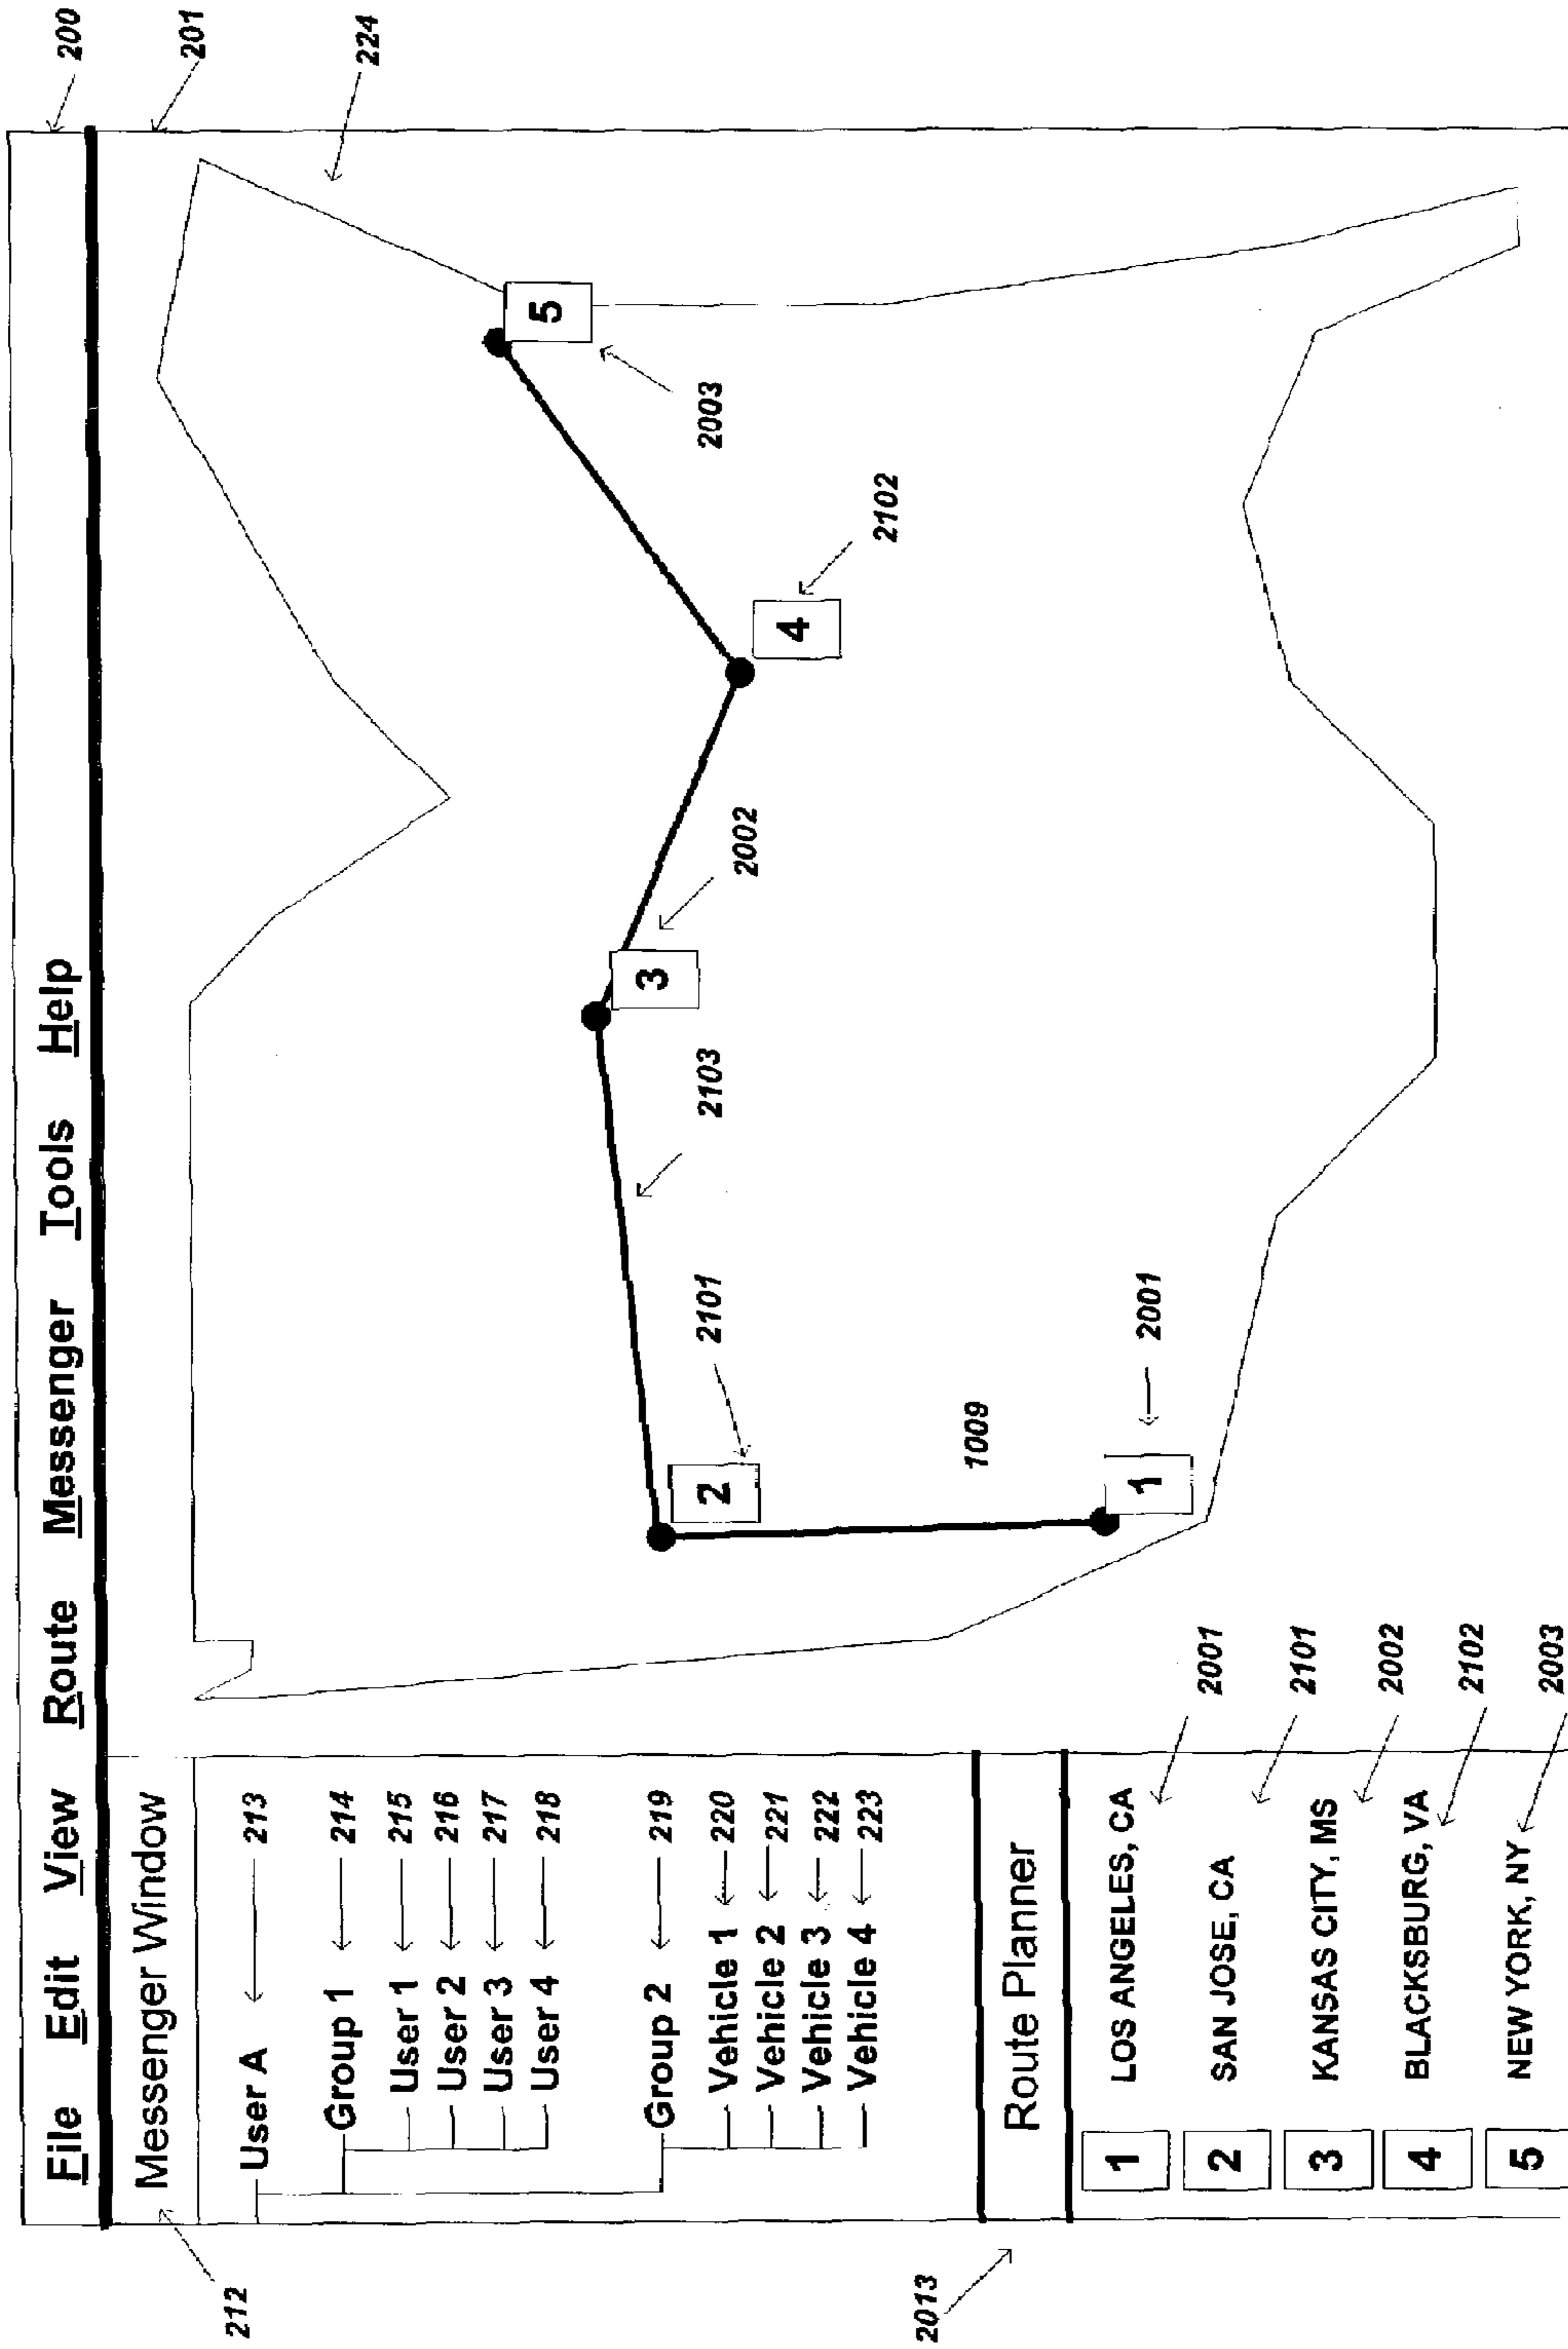 200
File Edit View Route Messenger Tools Help
201
212
Messenger Window
224
User A 213
Group 1 214
User 1 215
User 2 216
User 3 217
User 4 218
Group 2 219
Vehicle 1 220
Vehicle 2 221
Vehicle 3 222
Vehicle 4 223
5
2003
3
2002
4
2102
2103
2
2101
1009
1
2001
2013
Route Planner
1 LOS ANGELES, CA 2001
2 SAN JOSE, CA 2101
3 KANSAS CITY, MS 2002
4 BLACKSBURG, VA 2102
5 NEW YORK, NY 2003